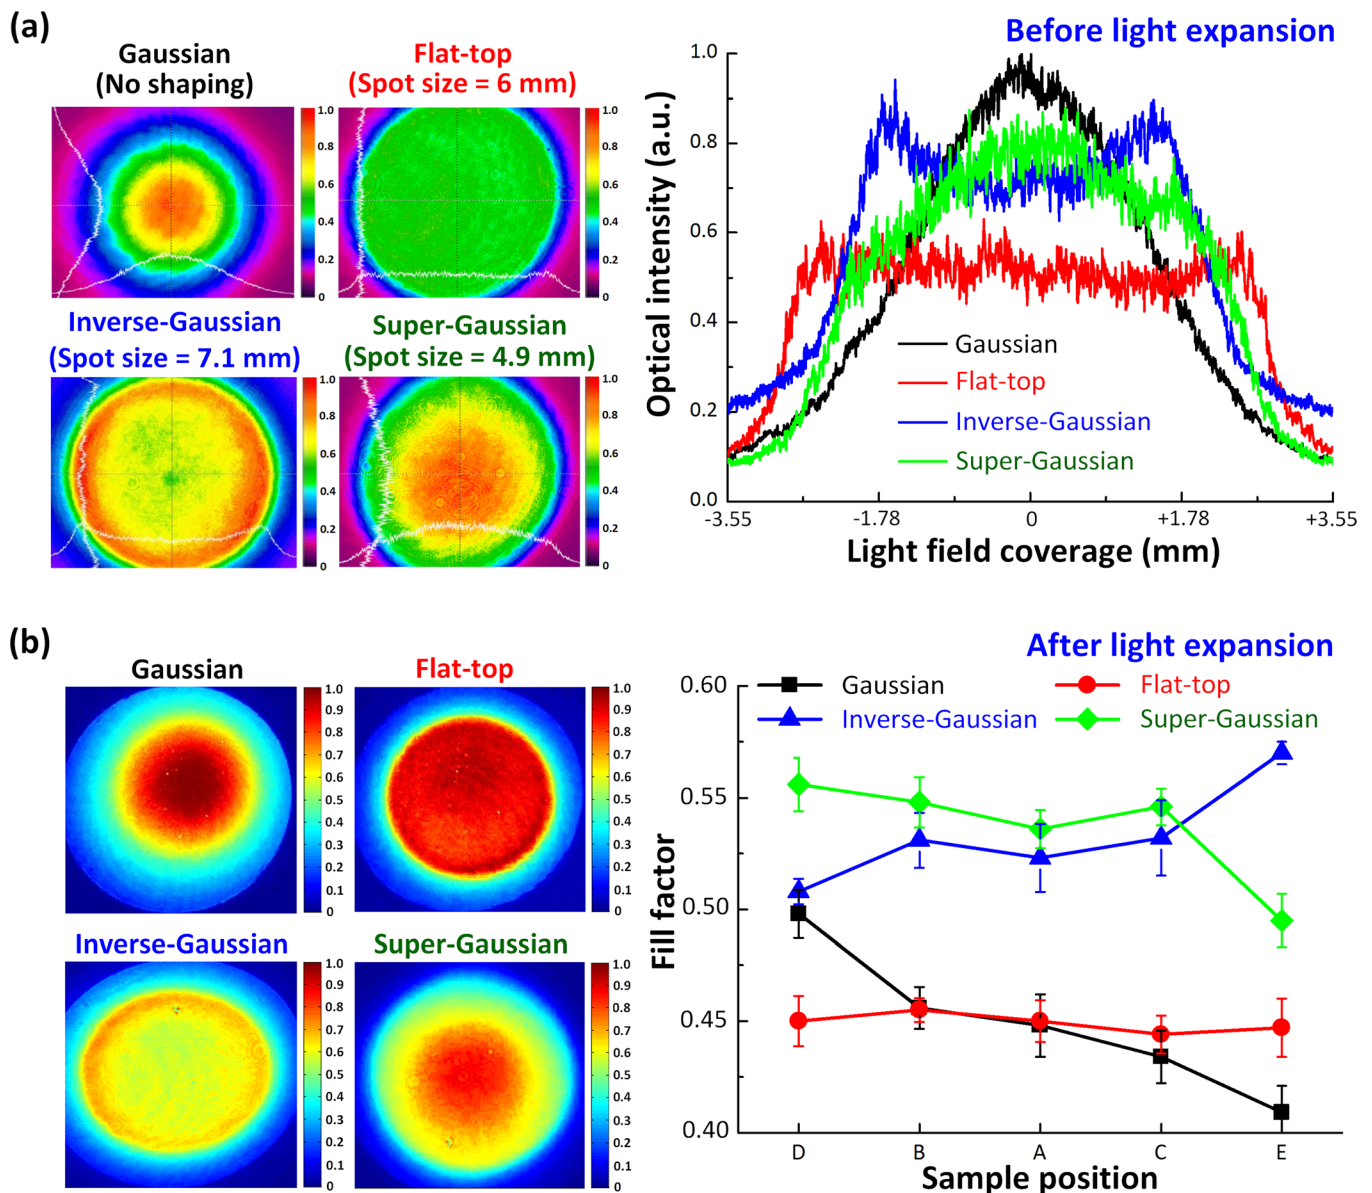 (a)
Gaussian
(No shaping)
Flat-top
(Spot size = 6 mm)
1.0
0.8
0.6
0.4
0.2
0
1.0
0.8
0.6
0.4
0.2
0
Inverse-Gaussian
(Spot size = 7.1 mm)
Super-Gaussian
(Spot size = 4.9 mm)
1.0
0.8
0.6
0.4
0.2
0
1.0
0.8
0.6
0.4
0.2
0
Before light expansion
Optical intensity (a.u.)
1.0
0.8
0.6
0.4
0.2
0.0
Gaussian
Flat-top
Inverse-Gaussian
Super-Gaussian
-3.55 -1.78 0 +1.78 +3.55
Light field coverage (mm)
(b)
Gaussian
Flat-top
1.0
0.9
0.8
0.7
0.6
0.5
0.4
0.3
0.2
0.1
0
1.0
0.9
0.8
0.7
0.6
0.5
0.4
0.3
0.2
0.1
0
Inverse-Gaussian
Super-Gaussian
1.0
0.9
0.8
0.7
0.6
0.5
0.4
0.3
0.2
0.1
0
1.0
0.9
0.8
0.7
0.6
0.5
0.4
0.3
0.2
0.1
0
After light expansion
Gaussian
Flat-top
Inverse-Gaussian
Super-Gaussian
Fill factor
0.60
0.55
0.50
0.45
0.40
D B A C E
Sample position